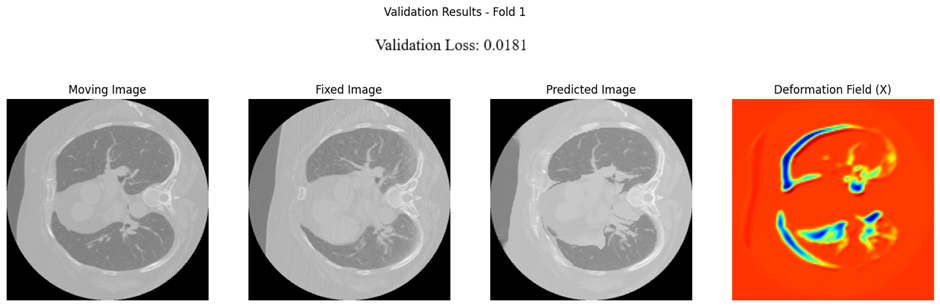 Validation Results - Fold 1
Validation Loss: 0.0181
Moving Image
Fixed Image
Predicted Image
Deformation Field (X)